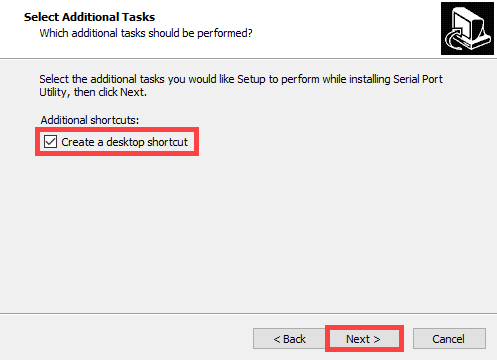 Select Additional Tasks
Which additional tasks should be performed?
Select the additional tasks you would like Setup to perform while installing Serial Port
Utility, then click Next.
Additional shortcuts:
Create a desktop shortcut
< Back
Next >
Cancel